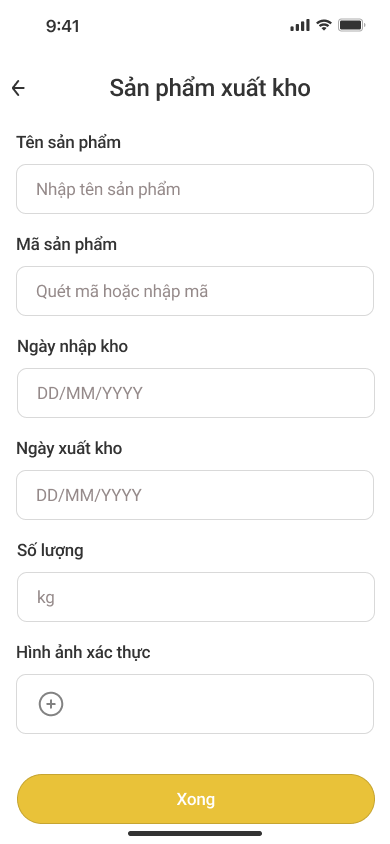 9:41
Sản phẩm xuất kho
Tên sản phẩm
Nhập tên sản phẩm
Mã sản phẩm
Quét mã hoặc nhập mã
Ngày nhập kho
DD/MM/YYYY
Ngày xuất kho
DD/MM/YYYY
Số lượng
kg
Hình ảnh xác thực
Xong